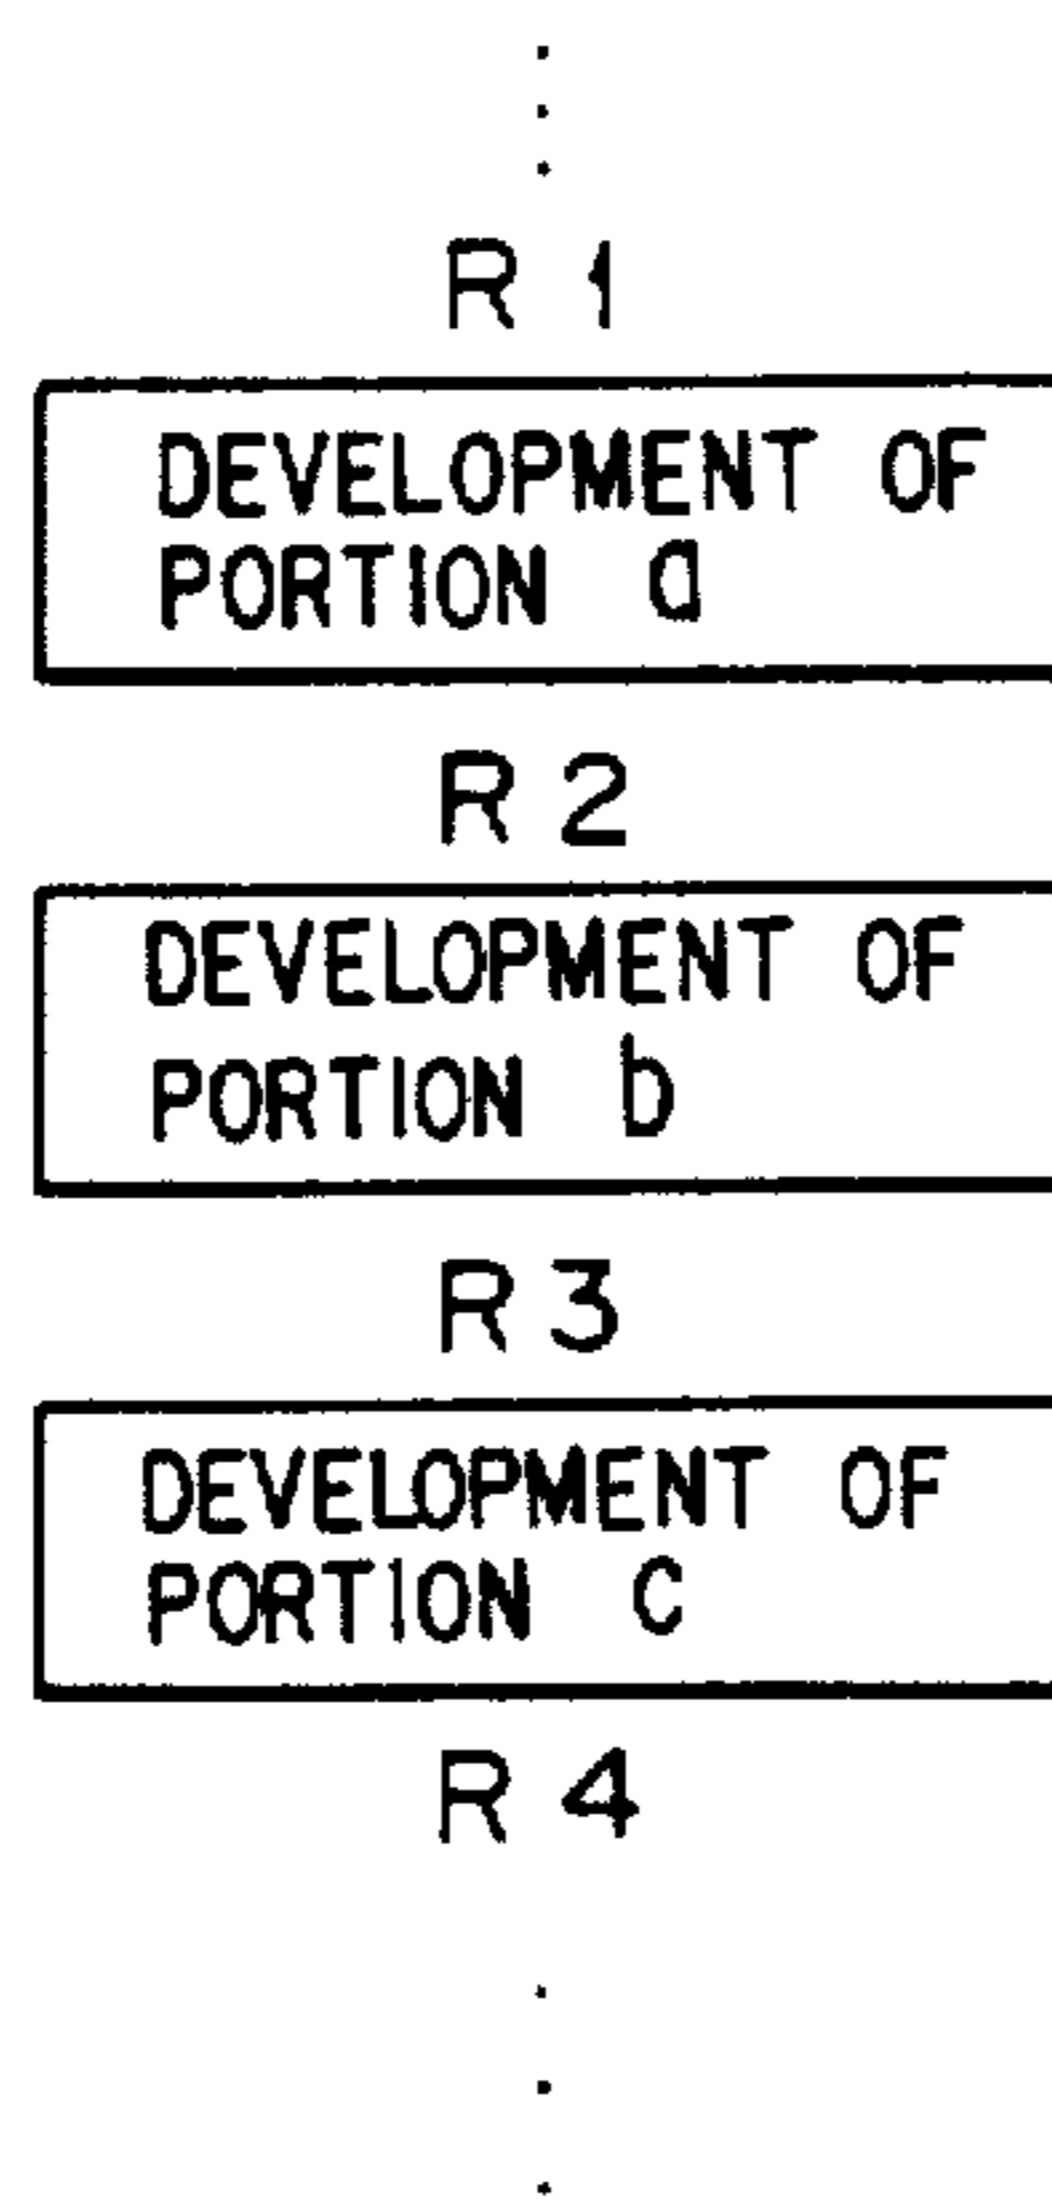 R 1
DEVELOPMENT OF
PORTION a
R 2
DEVELOPMENT OF
PORTION b
R 3
DEVELOPMENT OF
PORTION c
R 4